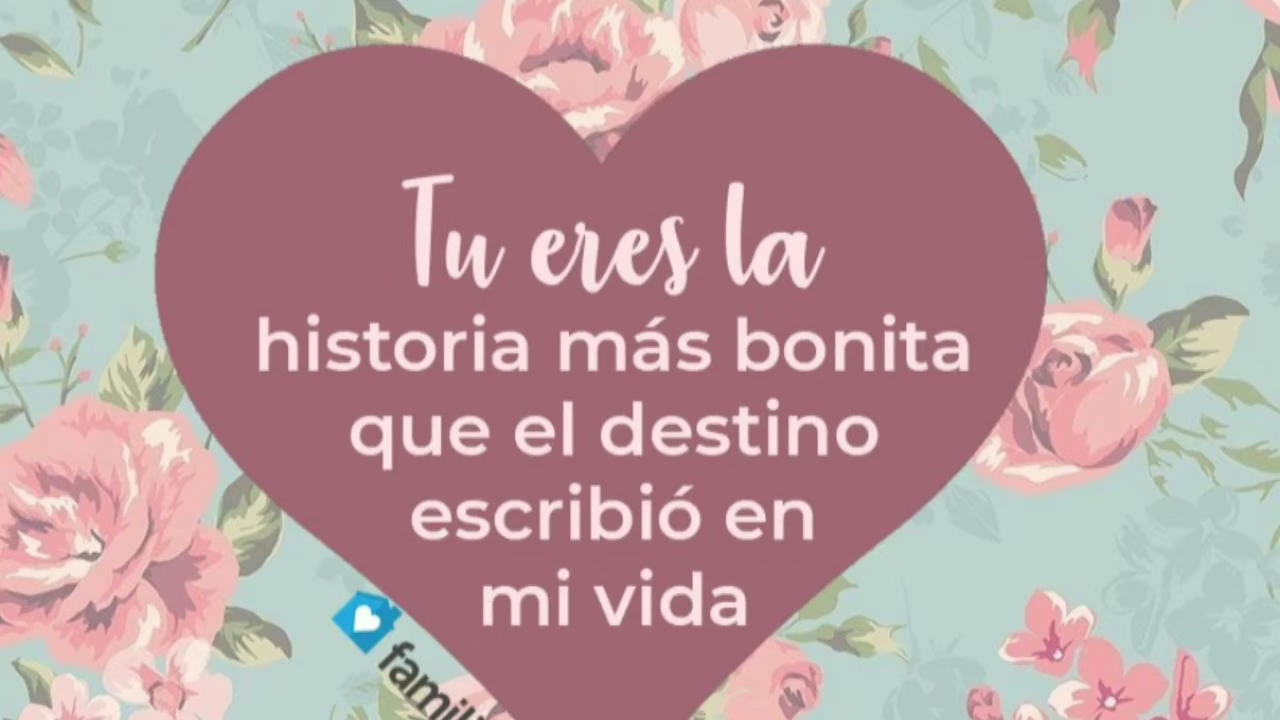 Tu eres la
historia más bonita
que el destino
escribió en
mi vida